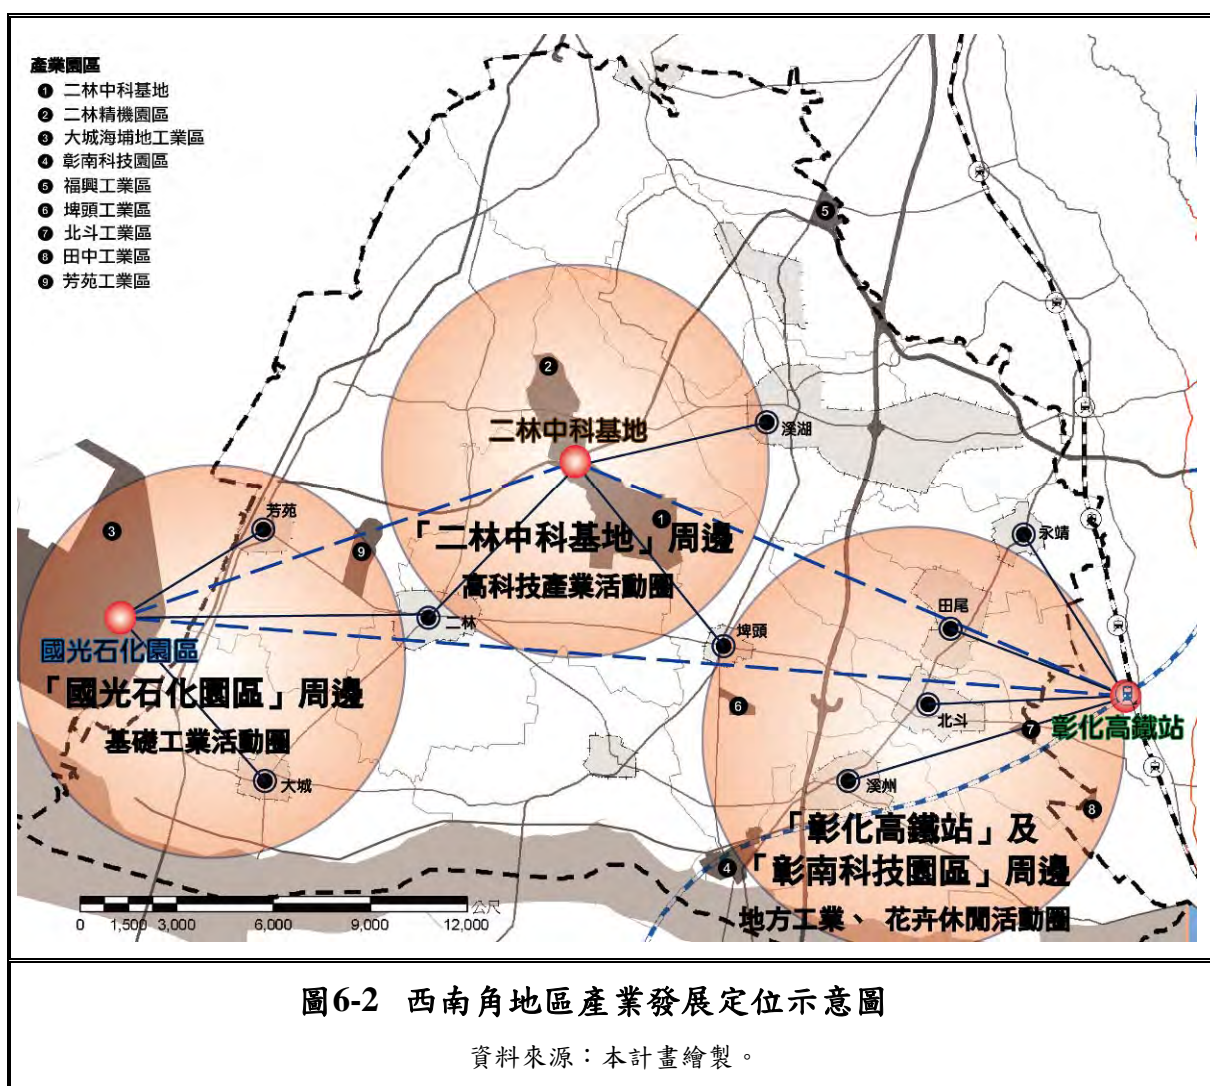 產業園區
❶ 二林中科基地
❷ 二林精機園區
❸ 大城海埔地工業區
❹ 彰南科技園區
❺ 福興工業區
❻ 埤頭工業區
❼ 北斗工業區
❽ 田中工業區
❾ 芳苑工業區
❺
❷
二林中科基地
溪湖
❸
芳苑
❶
永靖
❾
「二林中科基地」周邊
高科技產業活動圈
田尾
二林
埤頭
國光石化園區
「國光石化園區」周邊
❻
北斗
❼
彰化高鐵站
基礎工業活動圈
大城
溪州
❽
「彰化高鐵站」及
❹
「彰南科技園區」周邊
地方工業、花卉休閒活動圈
公尺
0 1,500 3,000 6,000 9,000 12,000
圖6-2 西南角地區產業發展定位示意圖
資料來源：本計畫繪製。